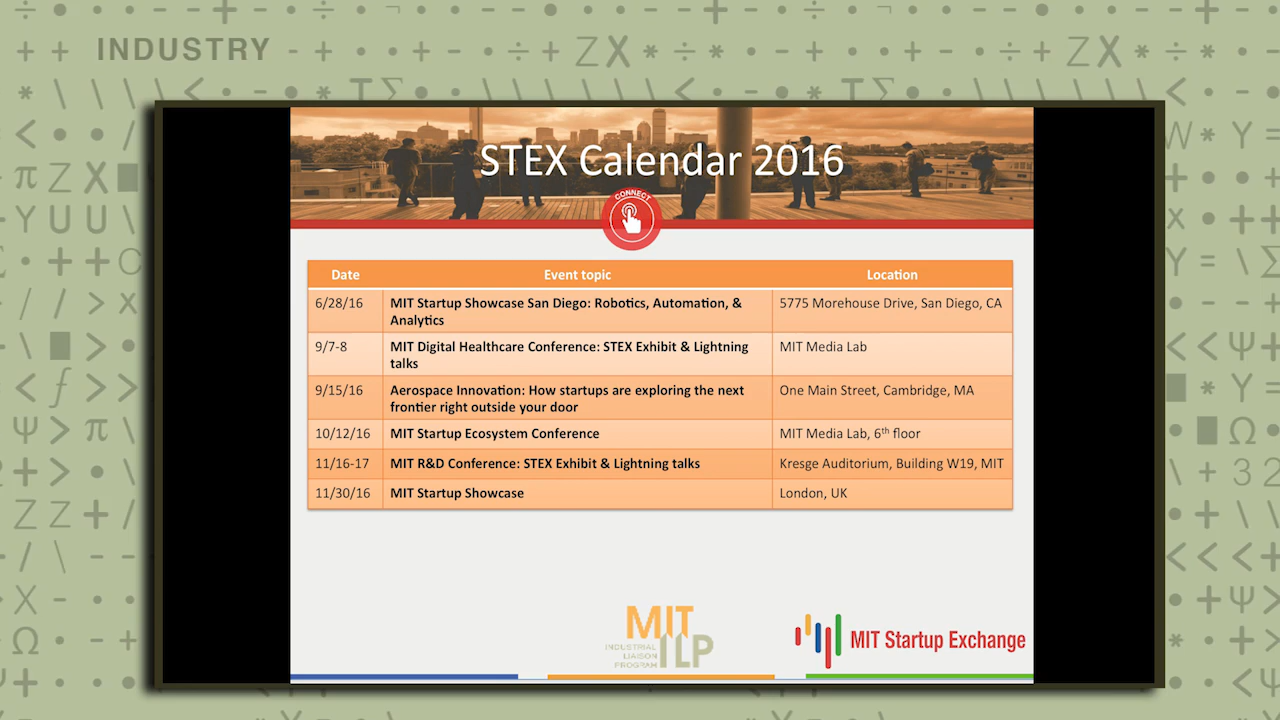 INDUSTRY
STEX Calendar 2016
CONNECT
Date Event topic Location
6/28/16 MIT Startup Showcase San Diego: Robotics, Automation, & 5775 Morehouse Drive, San Diego, CA
Analytics
9/7-8 MIT Digital Healthcare Conference: STEX Exhibit & Lightning MIT Media Lab
talks
9/15/16 Aerospace Innovation: How startups are exploring the next One Main Street, Cambridge, MA
frontier right outside your door
10/12/16 MIT Startup Ecosystem Conference MIT Media Lab, 6th floor
11/16-17 MIT R&D Conference: STEX Exhibit & Lightning talks Kresge Auditorium, Building W19, MIT
11/30/16 MIT Startup Showcase London, UK
MIT
INDUSTRIAL
LIAISON
PROGRAM ILP
MIT Startup Exchange